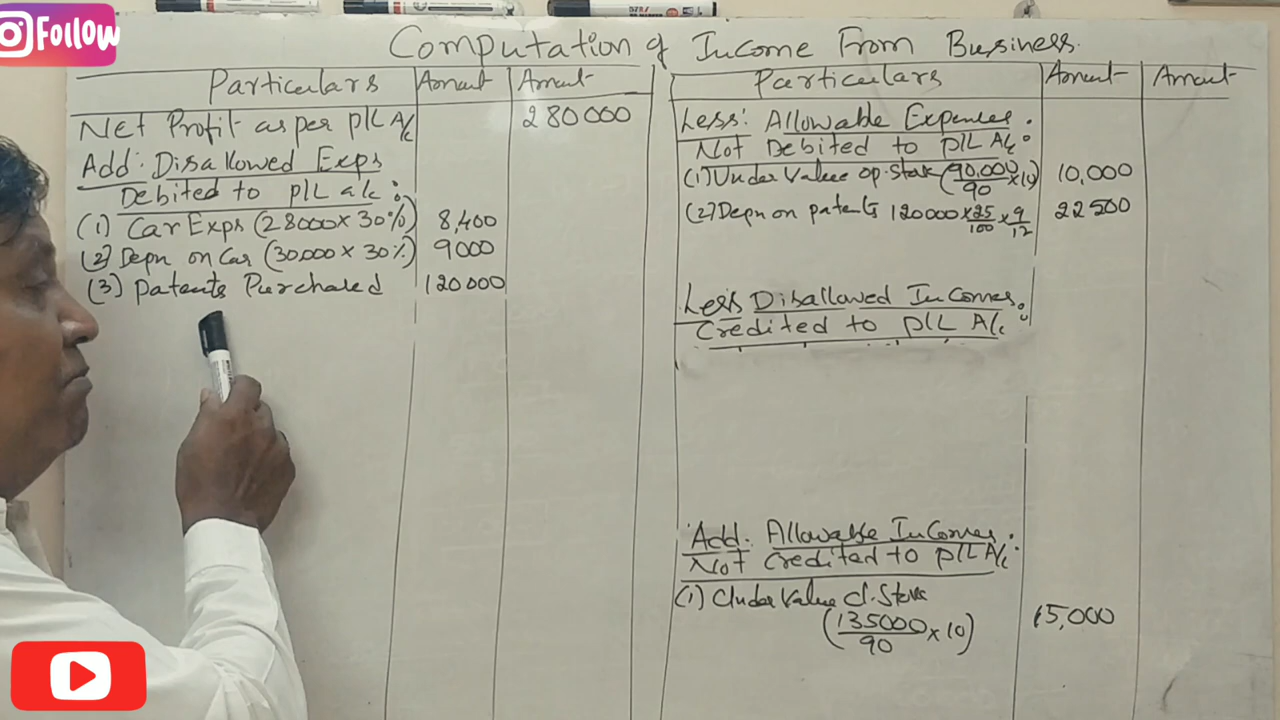 Follow
Computation of Income From Business.
Particulars Amount Amount
Net Profit as per P/L A/c 280000
Add: Disallowed Exps
Debited to P/L a/c:
(1) Car Exps (28000 × 30%) 8,400
(2) Depn on Car (30,000 × 30%) 9000
(3) Patents Purchased 120000
Particulars Amount Amount
Less: Allowable Expenses.
Not Debited to P/L A/c:
(1) Under Value op. Stock (90,000/90 × 10) 10,000
(2) Depn on patents 120000 × 25/100 × 9/12 22500
Less Disallowed Incomes
Credited to P/L A/c:
Add: Allowable Incomes
Not Credited to P/L A/c:
(1) Under Value cl. Stock
(135000/90 × 10) 15,000